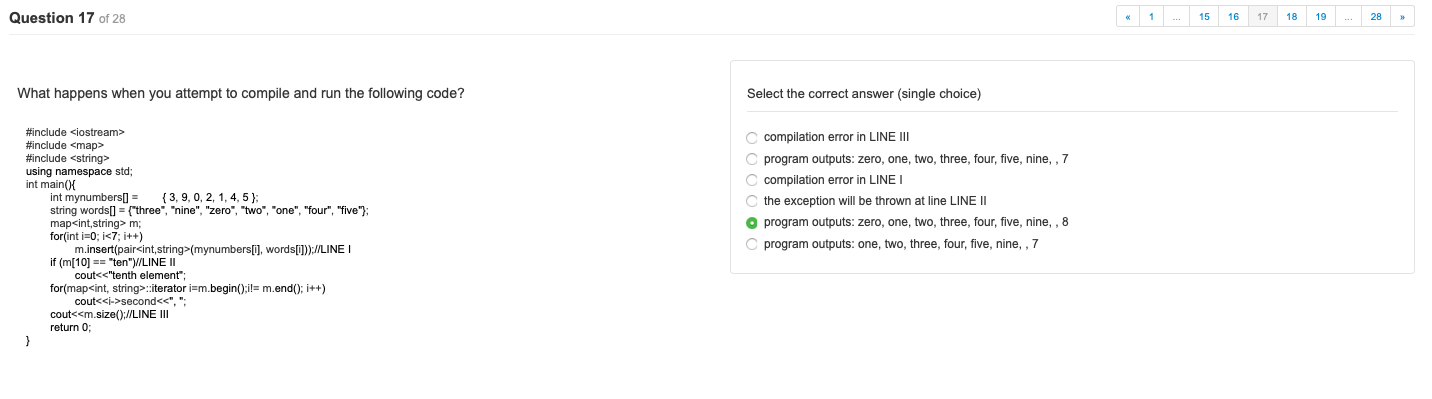 Question 17 of 28
« 1 ... 15 16 17 18 19 ... 28 »
What happens when you attempt to compile and run the following code?
#include <iostream>
#include <map>
#include <string>
using namespace std;
int main(){
int mynumbers[] = { 3, 9, 0, 2, 1, 4, 5 };
string words[] = {"three", "nine", "zero", "two", "one", "four", "five"};
map<int,string> m;
for(int i=0; i<7; i++)
m.insert(pair<int,string>(mynumbers[i], words[i]));//LINE I
if (m[10] == "ten")//LINE II
cout<<"tenth element";
for(map<int, string>::iterator i=m.begin();i!= m.end(); i++)
cout<<i->second<<", ";
cout<<m.size();//LINE III
return 0;
}
Select the correct answer (single choice)
compilation error in LINE III
program outputs: zero, one, two, three, four, five, nine, , 7
compilation error in LINE I
the exception will be thrown at line LINE II
program outputs: zero, one, two, three, four, five, nine, , 8
program outputs: one, two, three, four, five, nine, , 7